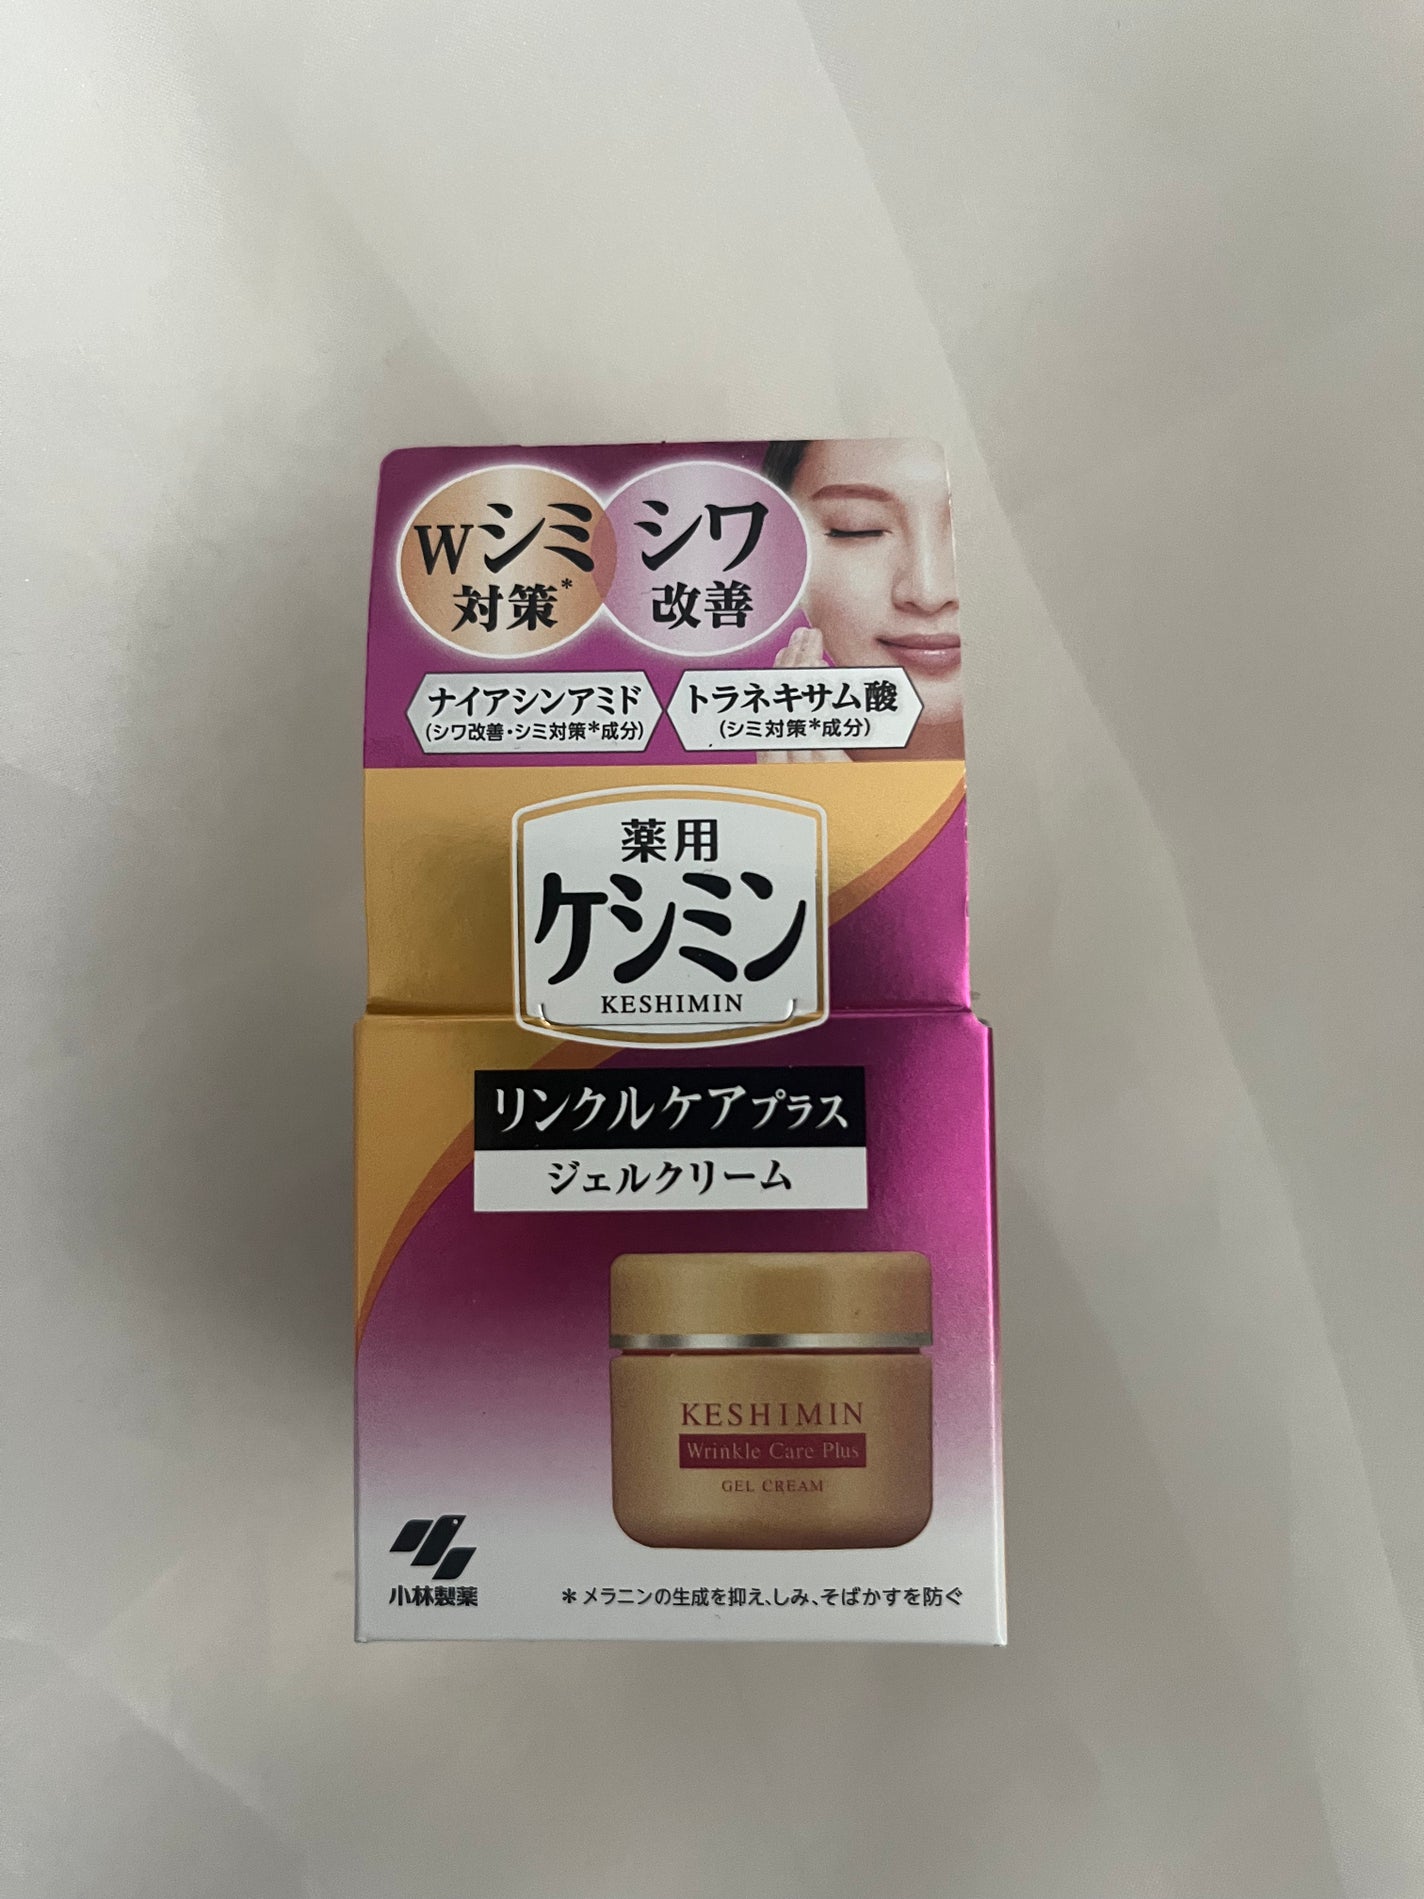 Wシミ
対策*
シワ
改善
ナイアシンアミド
(シワ改善・シミ対策*成分)
トラネキサム酸
(シミ対策*成分)
薬用
ケシミン
KESHIMIN
リンクルケアプラス
ジェルクリーム
KESHIMIN
Wrinkle Care Plus
GEL CREAM
小林製薬
*メラニンの生成を抑え、しみ、そばかすを防ぐ